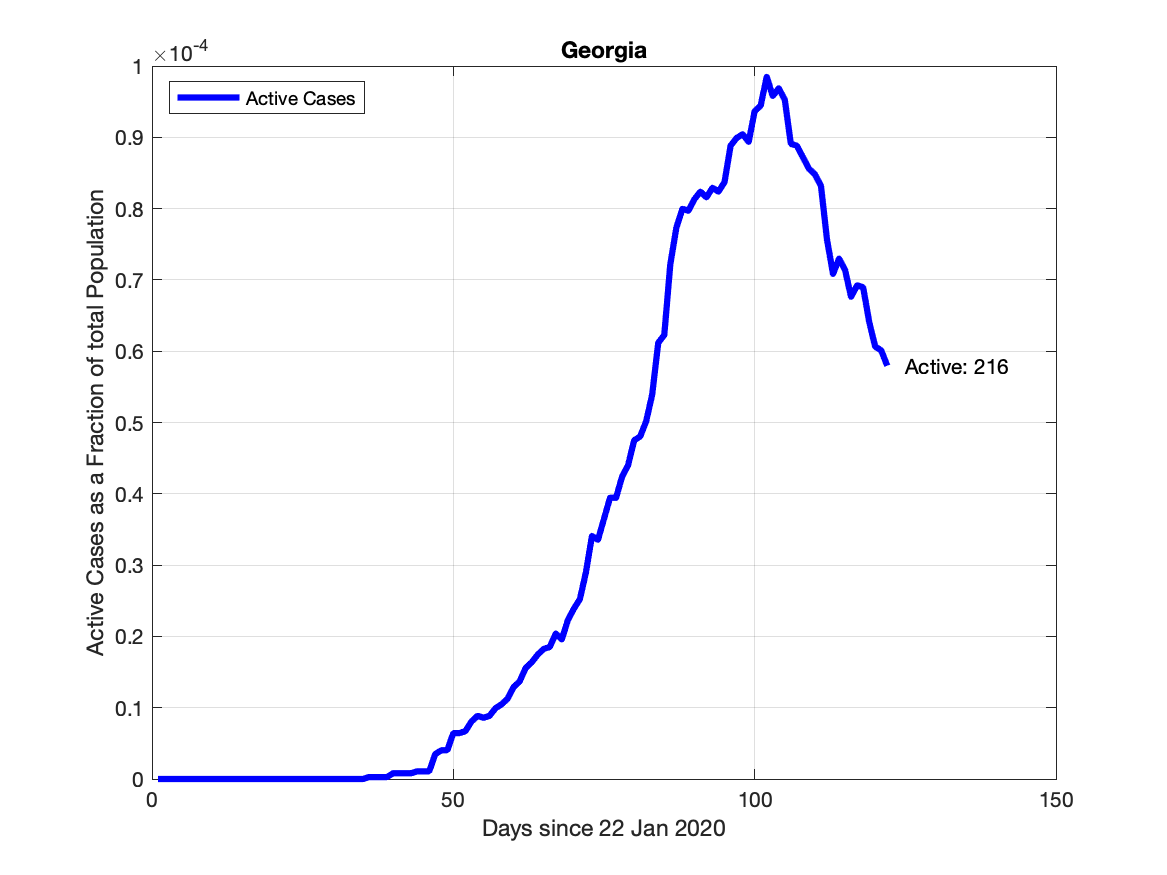 Georgia
×10-4
Active Cases
1
0.9
0.8
0.7
0.6
0.5
0.4
0.3
0.2
0.1
0
Active Cases as a Fraction of total Population
Active: 216
0 50 100 150
Days since 22 Jan 2020